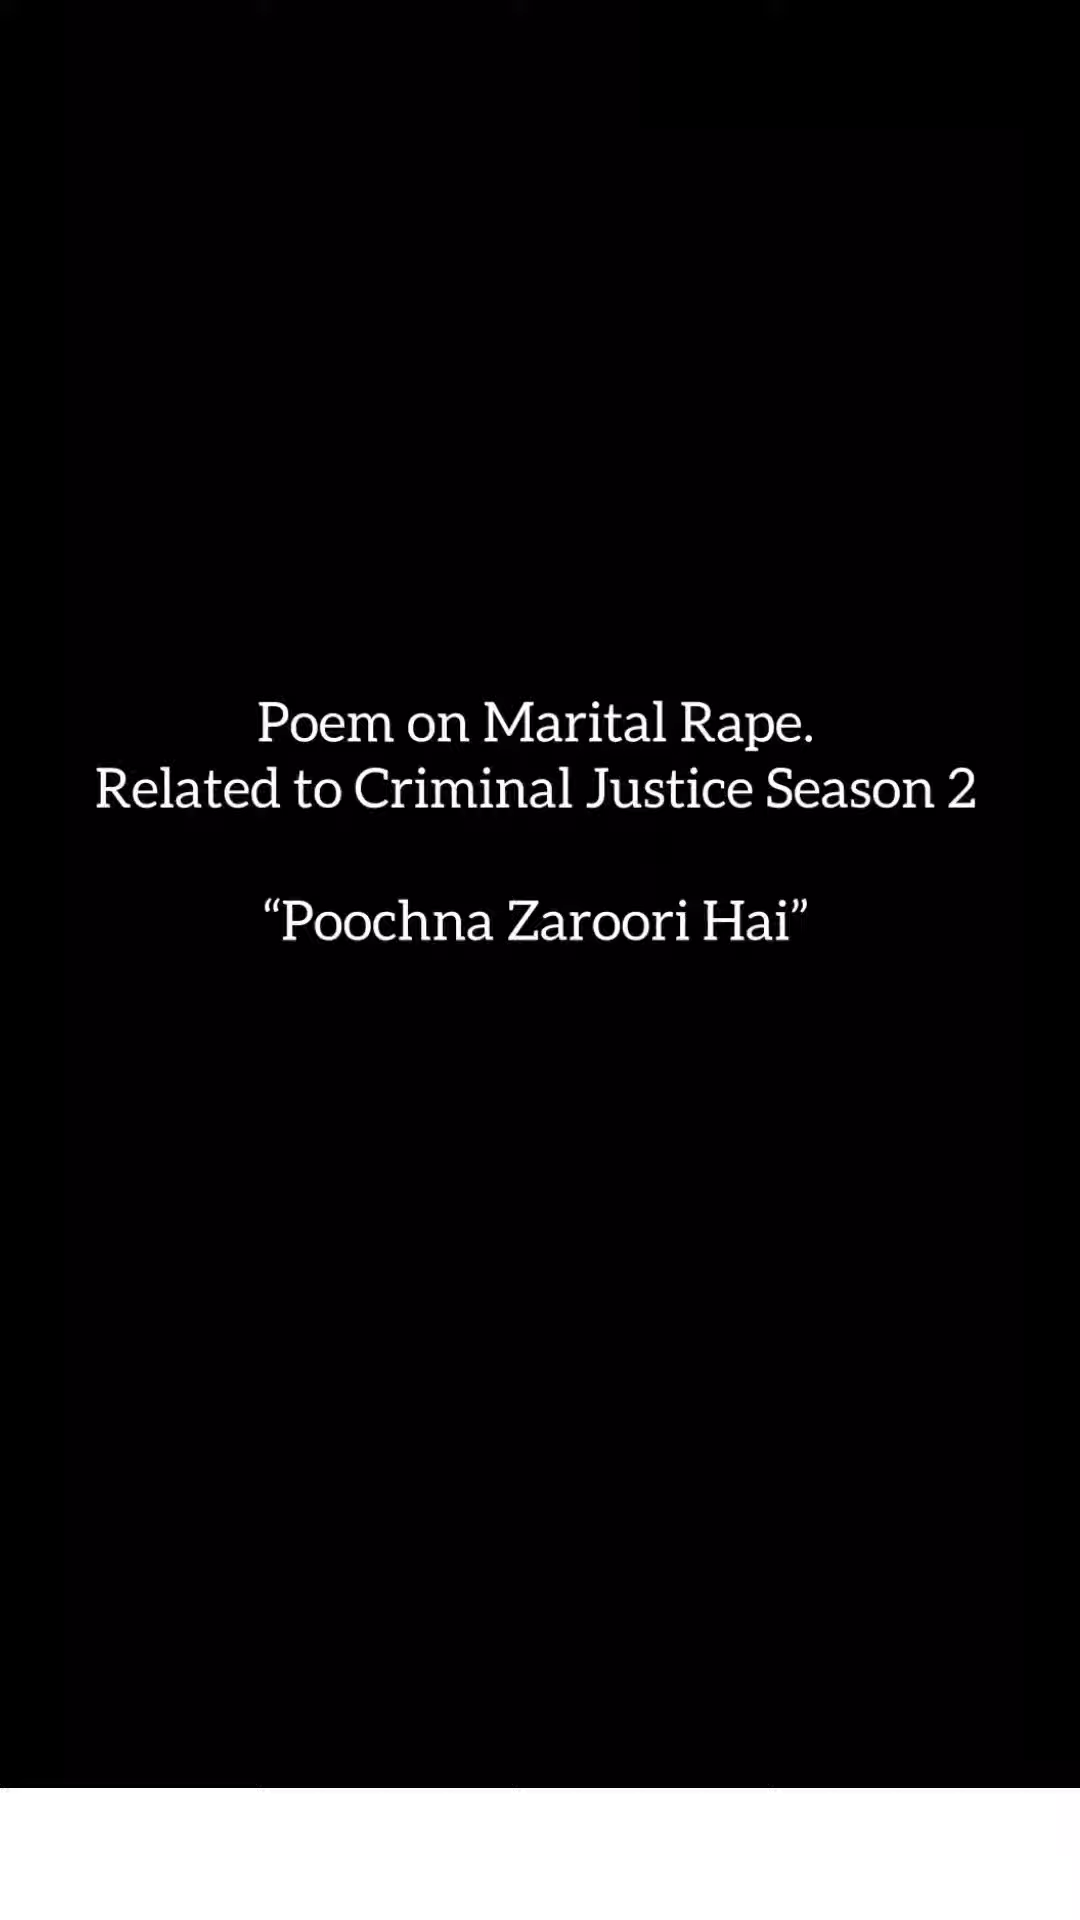 Poem on Marital Rape.
Related to Criminal Justice Season 2
“Poochna Zaroori Hai”